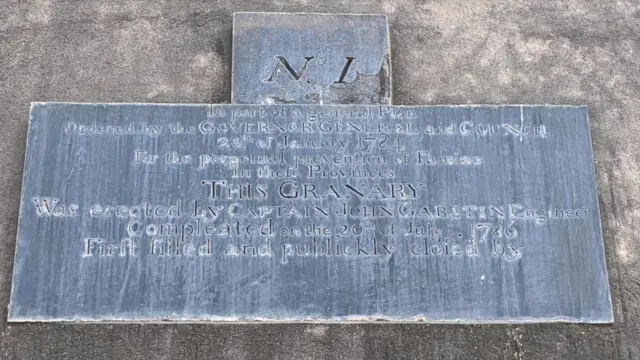 N. I.
In part of a general Plan
Ordered by the GOVERNOR GENERAL and COUNCIL
20th of January 1784
For the perpetual prevention of Famine
In these Provinces
THIS GRANARY
Was erected by CAPTAIN JOHN GARSTIN Engineer
Compleated on the 20th of July 1786
First filled and publickly closed by